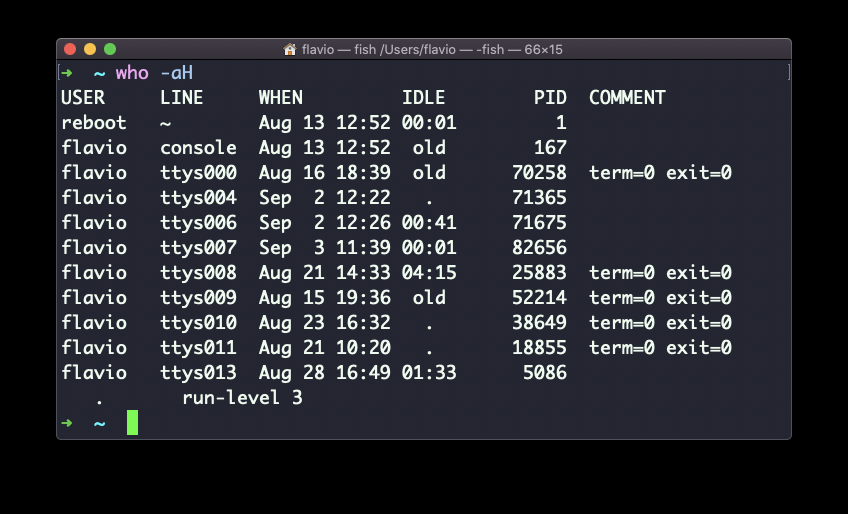 flavio — fish /Users/flavio — -fish — 66×15
➜  ~ who -aH
USER     LINE     WHEN         IDLE        PID  COMMENT
reboot   ~        Aug 13 12:52 00:01         1
flavio   console  Aug 13 12:52  old        167
flavio   ttys000  Aug 16 18:39  old      70258  term=0 exit=0
flavio   ttys004  Sep  2 12:22   .       71365
flavio   ttys006  Sep  2 12:26 00:41     71675
flavio   ttys007  Sep  3 11:39 00:01     82656
flavio   ttys008  Aug 21 14:33 04:15     25883  term=0 exit=0
flavio   ttys009  Aug 15 19:36  old      52214  term=0 exit=0
flavio   ttys010  Aug 23 16:32   .       38649  term=0 exit=0
flavio   ttys011  Aug 21 10:20   .       18855  term=0 exit=0
flavio   ttys013  Aug 28 16:49 01:33      5086
   .       run-level 3
➜  ~